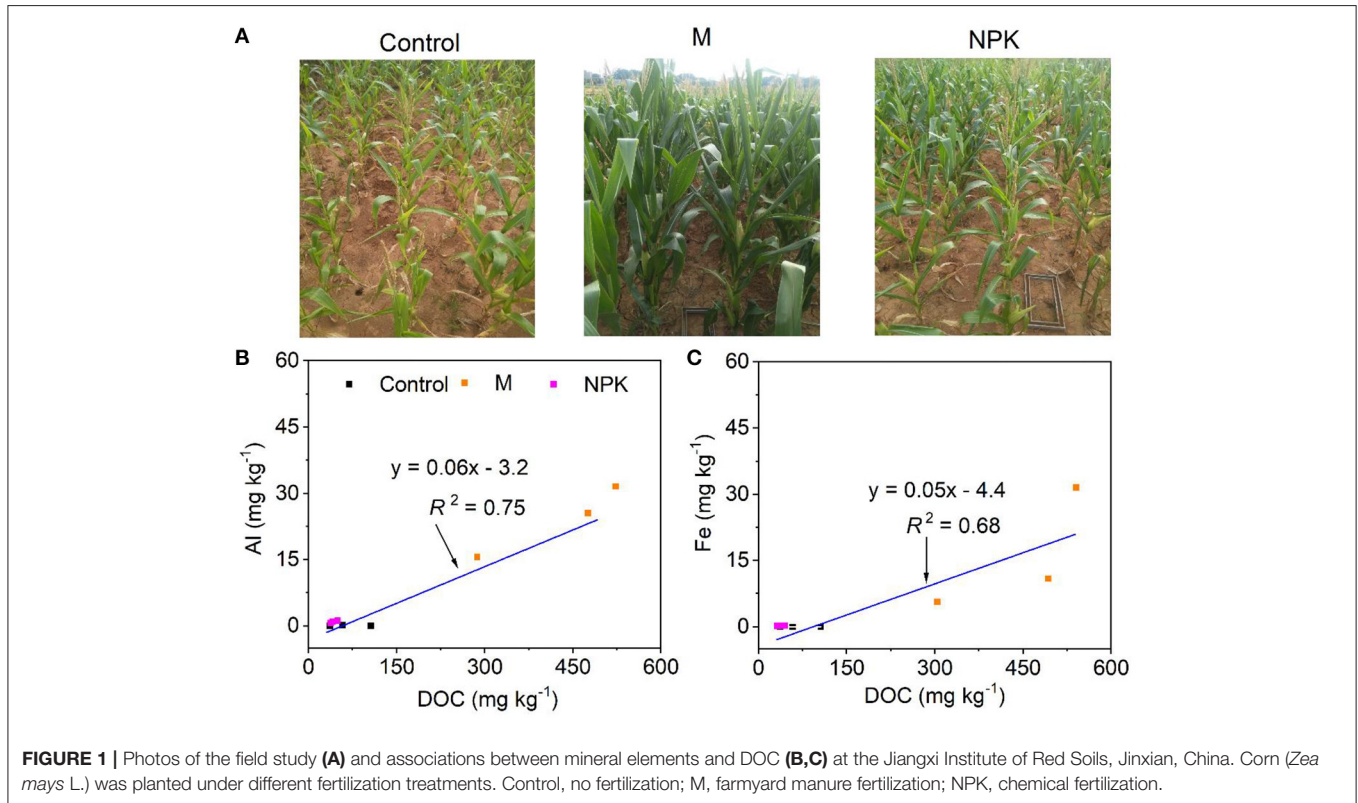 A
Control
M
NPK
B
60
45
30
15
0
Al (mg kg-1)
Control
M
NPK
y = 0.06x - 3.2
R 2 = 0.75
0
150
300
450
600
DOC (mg kg-1)
C
60
45
30
15
0
Fe (mg kg-1)
y = 0.05x - 4.4
R 2 = 0.68
0
150
300
450
600
DOC (mg kg-1)
FIGURE 1 | Photos of the field study (A) and associations between mineral elements and DOC (B,C) at the Jiangxi Institute of Red Soils, Jinxian, China. Corn (Zea
mays L.) was planted under different fertilization treatments. Control, no fertilization; M, farmyard manure fertilization; NPK, chemical fertilization.